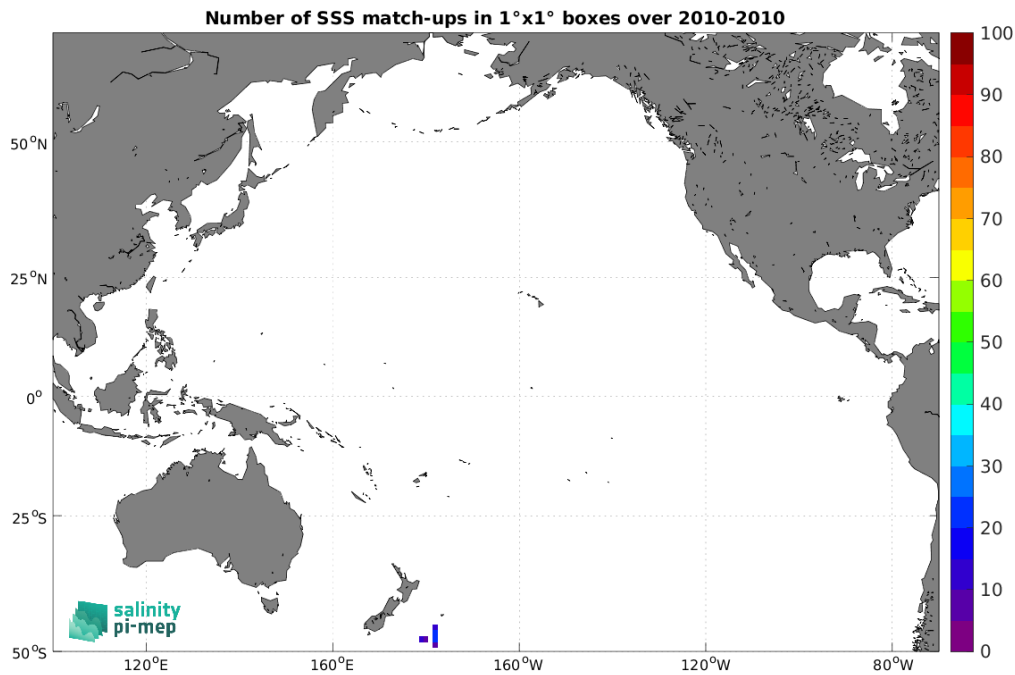 Number of SSS match-ups in 1°x1° boxes over 2010-2010
100
90
80
70
60
50
40
30
20
10
0
50°N
25°N
0°
25°S
50°S
120°E
160°E
160°W
120°W
80°W
salinity
pi-mep